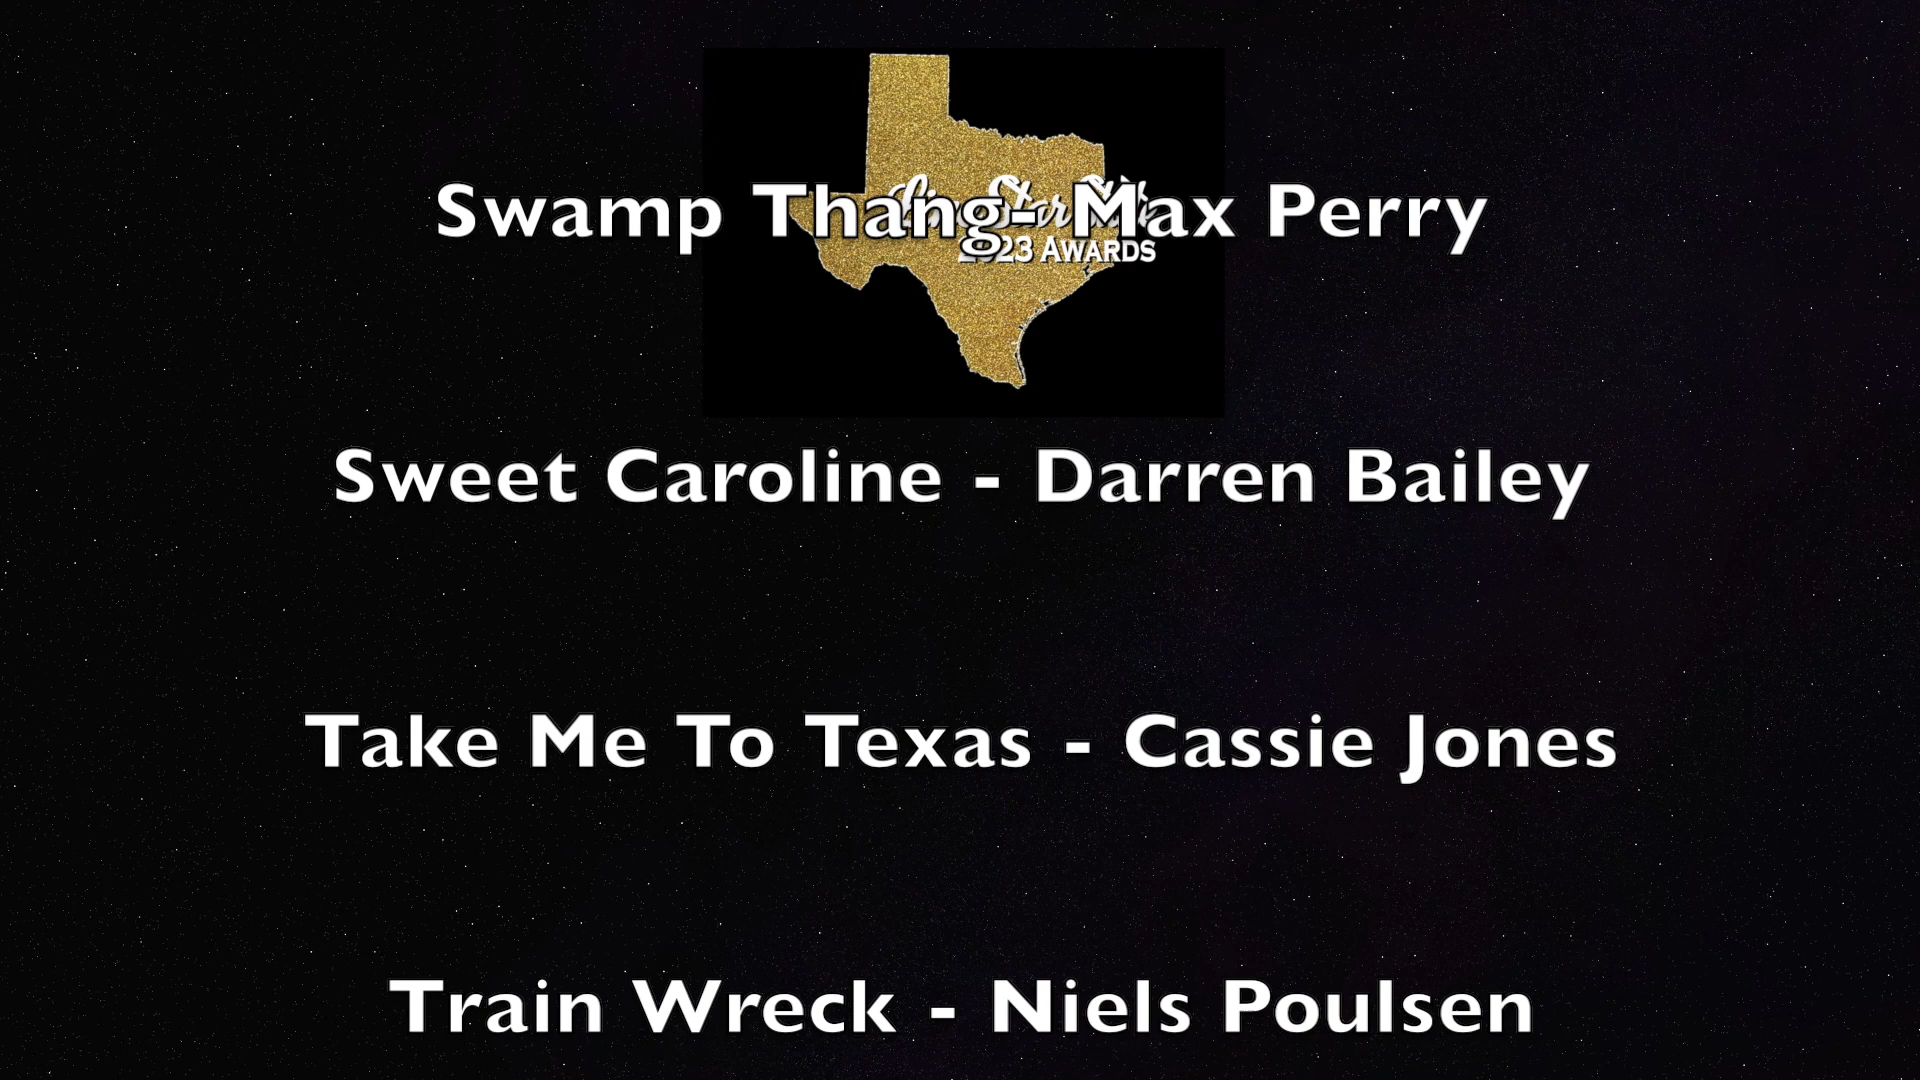 Swamp Thang- Max Perry
2023 Awards
Sweet Caroline - Darren Bailey
Take Me To Texas - Cassie Jones
Train Wreck - Niels Poulsen